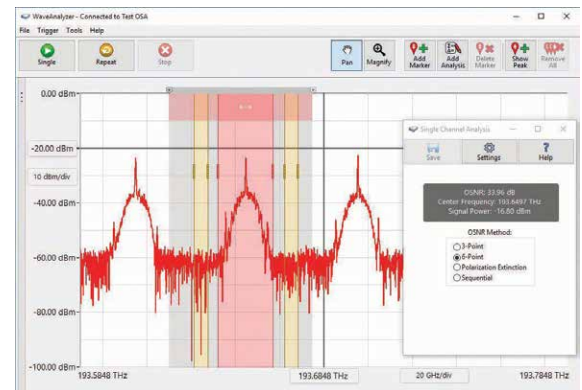 WaveAnalyzer - Connected to Test OSA
File Trigger Tools Help
Single Repeat Stop Pan Magnify Add Marker Add Analysis Delete Marker Show Peak Remove All
0.00 dBm
-20.00 dBm
10 dBm/div
-40.00 dBm
-60.00 dBm
-80.00 dBm
-100.00 dBm
193.5848 THz 193.6848 THz 20 GHz/div 193.7848 THz
Single Channel Analysis
Save Settings Help
OSNR: 33.96 dB
Center Frequency: 193.6497 THz
Signal Power: -16.80 dBm
OSNR Method:
3-Point
6-Point
Polarization Extinction
Sequential